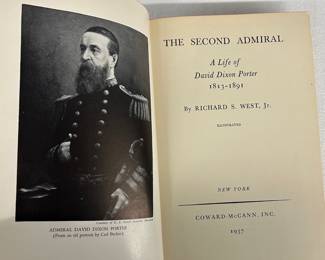 ADMIRAL DAVID DIXON PORTER
(From an oil portrait by Carl Becker)
THE SECOND ADMIRAL
A Life of
David Dixon Porter
1813-1891
By RICHARD S. WEST, Jr.
ILLUSTRATED
NEW YORK
COWARD-McCANN, INC.
1937